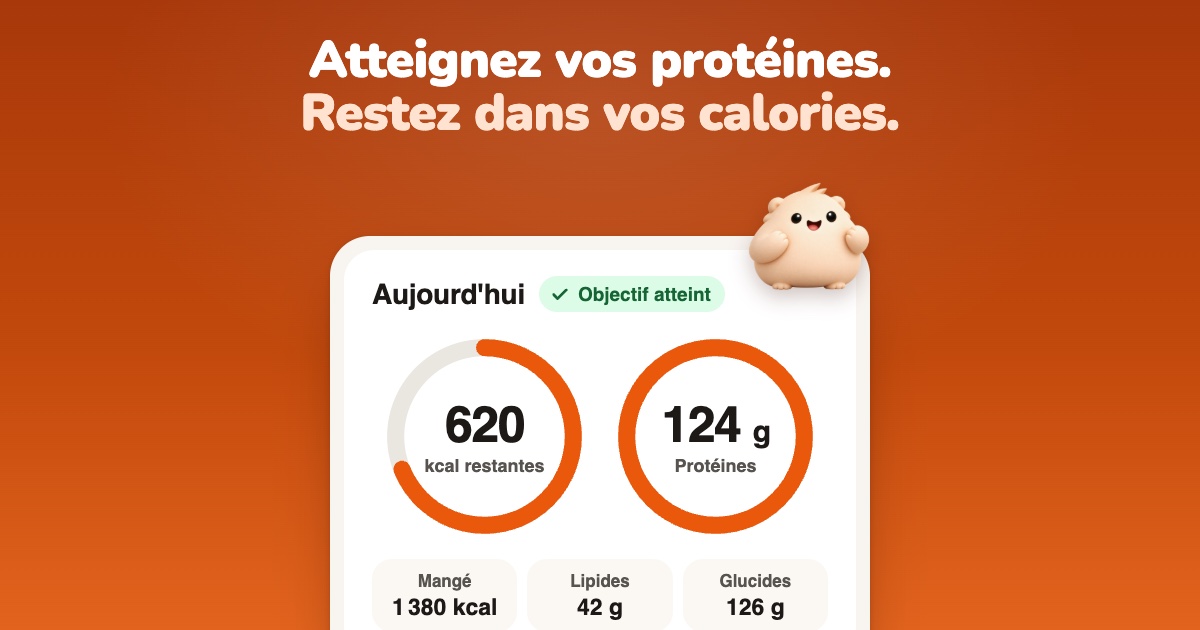 Atteignez vos protéines.
Restez dans vos calories.
Aujourd'hui
Objectif atteint
620
kcal restantes
124 g
Protéines
Mangé
1 380 kcal
Lipides
42 g
Glucides
126 g